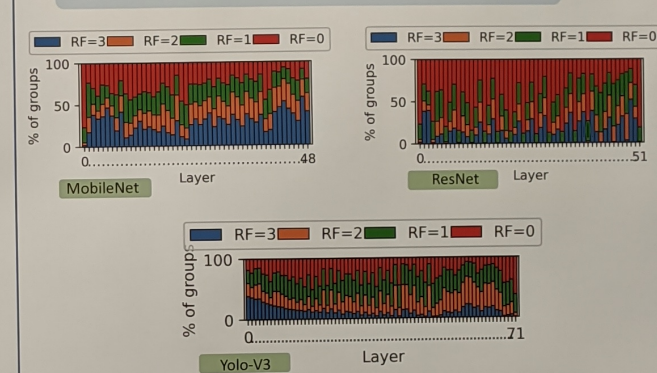 RF=3 RF=2 RF=1 RF=0
% of groups
100
50
0
0 48
Layer
MobileNet
RF=3 RF=2 RF=1 RF=0
% of groups
100
50
0
0 51
Layer
ResNet
RF=3 RF=2 RF=1 RF=0
% of groups
100
0
0 71
Layer
Yolo-V3